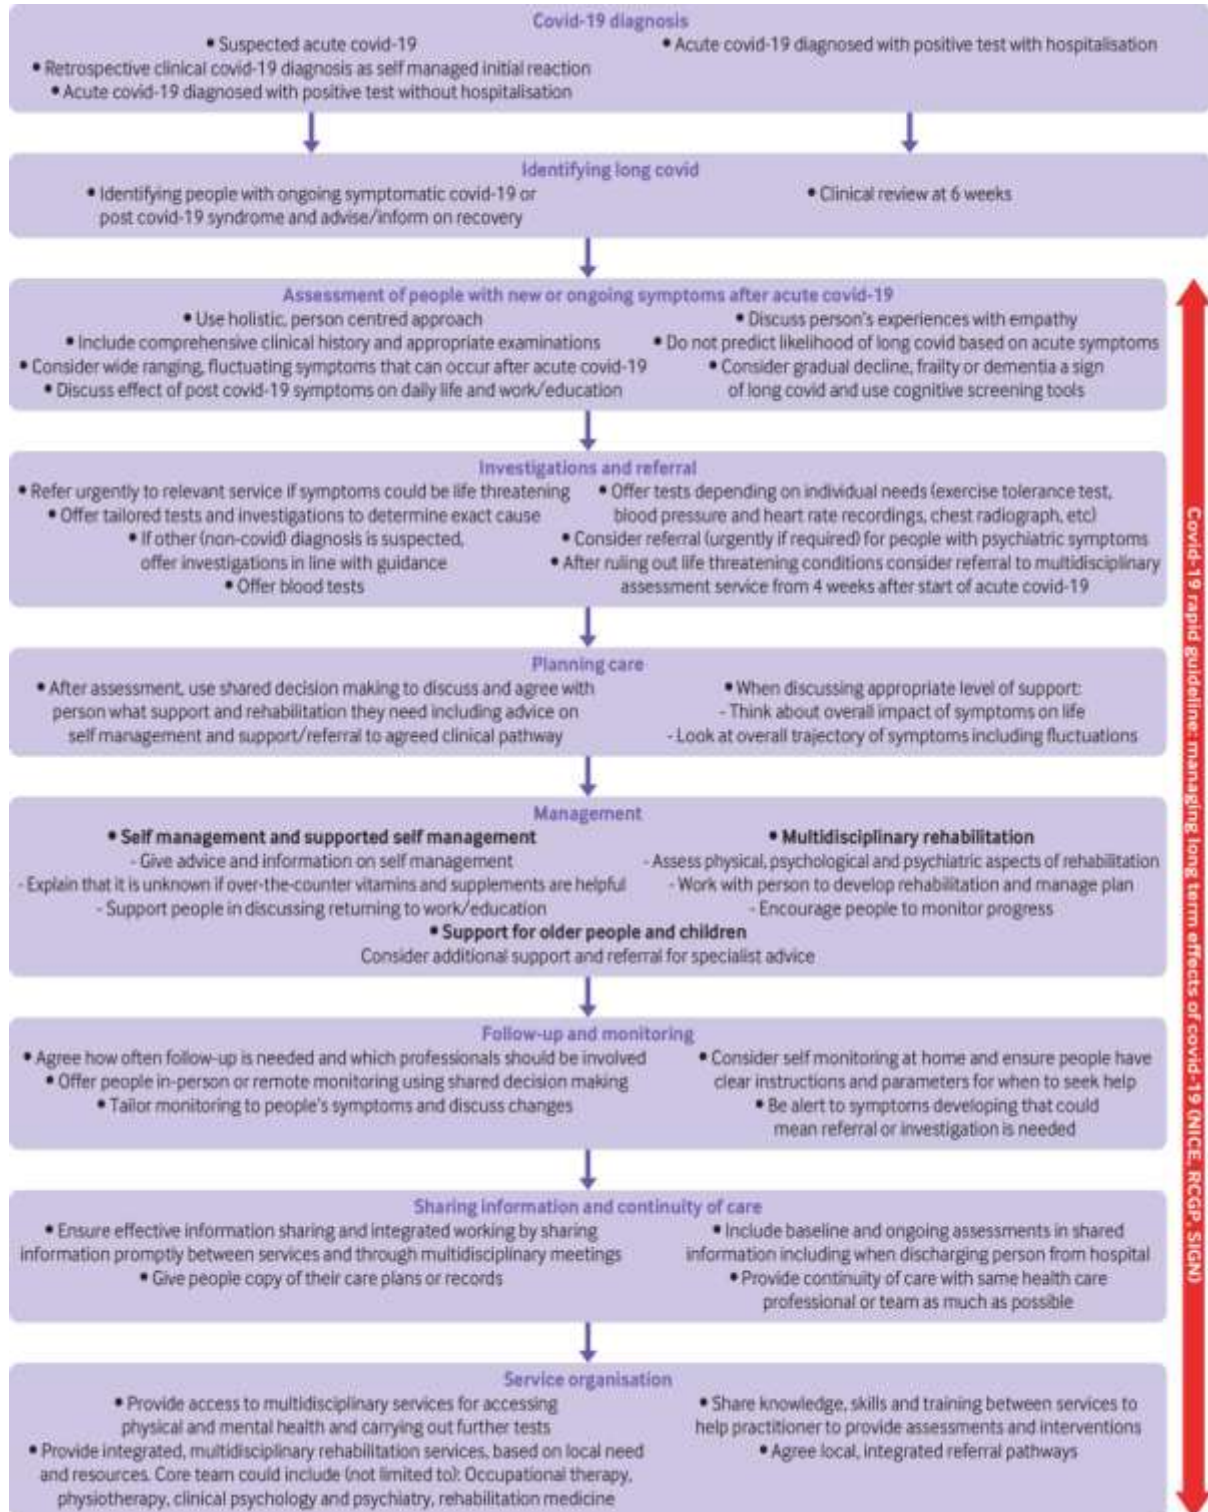 Covid-19 diagnosis
• Suspected acute covid-19
• Retrospective clinical covid-19 diagnosis as self managed initial reaction
• Acute covid-19 diagnosed with positive test without hospitalisation
• Acute covid-19 diagnosed with positive test with hospitalisation
Identifying long covid
• Identifying people with ongoing symptomatic covid-19 or
post covid-19 syndrome and advise/inform on recovery
• Clinical review at 6 weeks
Assessment of people with new or ongoing symptoms after acute covid-19
• Use holistic, person centred approach
• Include comprehensive clinical history and appropriate examinations
• Consider wide ranging, fluctuating symptoms that can occur after acute covid-19
• Discuss effect of post covid-19 symptoms on daily life and work/education
• Discuss person's experiences with empathy
• Do not predict likelihood of long covid based on acute symptoms
• Consider gradual decline, frailty or dementia a sign
of long covid and use cognitive screening tools
Investigations and referral
• Refer urgently to relevant service if symptoms could be life threatening
• Offer tailored tests and investigations to determine exact cause
• If other (non-covid) diagnosis is suspected,
offer investigations in line with guidance
• Offer blood tests
• Offer tests depending on individual needs (exercise tolerance test,
blood pressure and heart rate recordings, chest radiograph, etc)
• Consider referral (urgently if required) for people with psychiatric symptoms
• After ruling out life threatening conditions consider referral to multidisciplinary
assessment service from 4 weeks after start of acute covid-19
Planning care
• After assessment, use shared decision making to discuss and agree with
person what support and rehabilitation they need including advice on
self management and support/referral to agreed clinical pathway
• When discussing appropriate level of support:
- Think about overall impact of symptoms on life
- Look at overall trajectory of symptoms including fluctuations
Management
• Self management and supported self management
- Give advice and information on self management
- Explain that it is unknown if over-the-counter vitamins and supplements are helpful
- Support people in discussing returning to work/education
• Multidisciplinary rehabilitation
- Assess physical, psychological and psychiatric aspects of rehabilitation
- Work with person to develop rehabilitation and manage plan
- Encourage people to monitor progress
• Support for older people and children
Consider additional support and referral for specialist advice
Follow-up and monitoring
• Agree how often follow-up is needed and which professionals should be involved
• Offer people in-person or remote monitoring using shared decision making
• Tailor monitoring to people's symptoms and discuss changes
• Consider self monitoring at home and ensure people have
clear instructions and parameters for when to seek help
• Be alert to symptoms developing that could
mean referral or investigation is needed
Sharing information and continuity of care
• Ensure effective information sharing and integrated working by sharing
information promptly between services and through multidisciplinary meetings
• Give people copy of their care plans or records
• Include baseline and ongoing assessments in shared
information including when discharging person from hospital
• Provide continuity of care with same health care
professional or team as much as possible
Service organisation
• Provide access to multidisciplinary services for accessing
physical and mental health and carrying out further tests
• Provide integrated, multidisciplinary rehabilitation services, based on local need
and resources. Core team could include (not limited to): Occupational therapy,
physiotherapy, clinical psychology and psychiatry, rehabilitation medicine
• Share knowledge, skills and training between services to
help practitioner to provide assessments and interventions
• Agree local, integrated referral pathways
Covid-19 rapid guideline: managing long term effects of covid-19 (NICE, RCGP, SIGN)